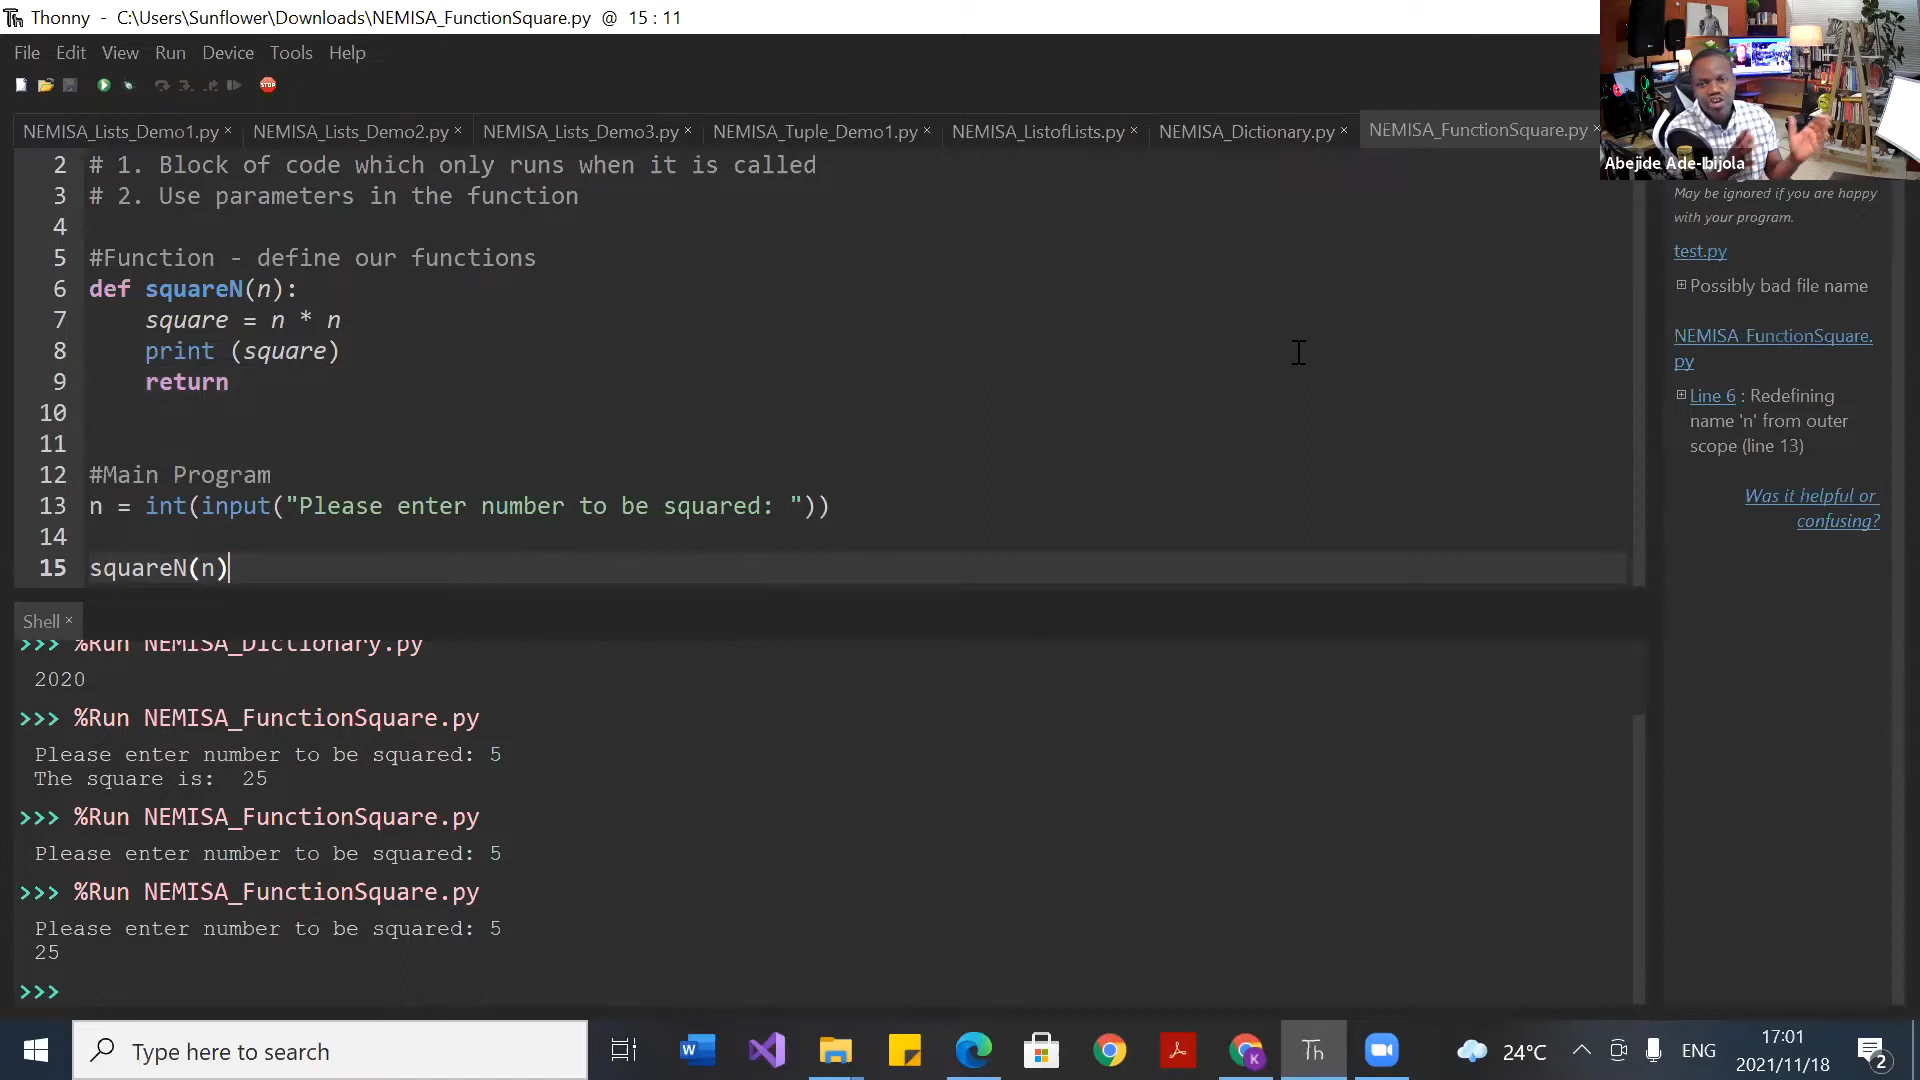 Thonny - C:\Users\Sunflower\Downloads\NEMISA_FunctionSquare.py @ 15 : 11
File Edit View Run Device Tools Help
STOP
NEMISA_Lists_Demo1.py × NEMISA_Lists_Demo2.py × NEMISA_Lists_Demo3.py × NEMISA_Tuple_Demo1.py × NEMISA_ListofLists.py × NEMISA_Dictionary.py × NEMISA_FunctionSquare.py ×
Abejide Ade-Ibijola
2 # 1. Block of code which only runs when it is called
3 # 2. Use parameters in the function
4
5 #Function - define our functions
6 def squareN(n):
7 square = n * n
8 print (square)
9 return
10
11
12 #Main Program
13 n = int(input("Please enter number to be squared: "))
14
15 squareN(n)
May be ignored if you are happy
with your program.
test.py
Possibly bad file name
NEMISA_FunctionSquare.
py
Line 6 : Redefining
name 'n' from outer
scope (line 13)
Was it helpful or
confusing?
Shell ×
>>> %Run NEMISA_Dictionary.py
2020
>>> %Run NEMISA_FunctionSquare.py
Please enter number to be squared: 5
The square is:  25
>>> %Run NEMISA_FunctionSquare.py
Please enter number to be squared: 5
>>> %Run NEMISA_FunctionSquare.py
Please enter number to be squared: 5
25
>>>
Type here to search
W
K
Th
24°C
ENG
17:01
2021/11/18
2